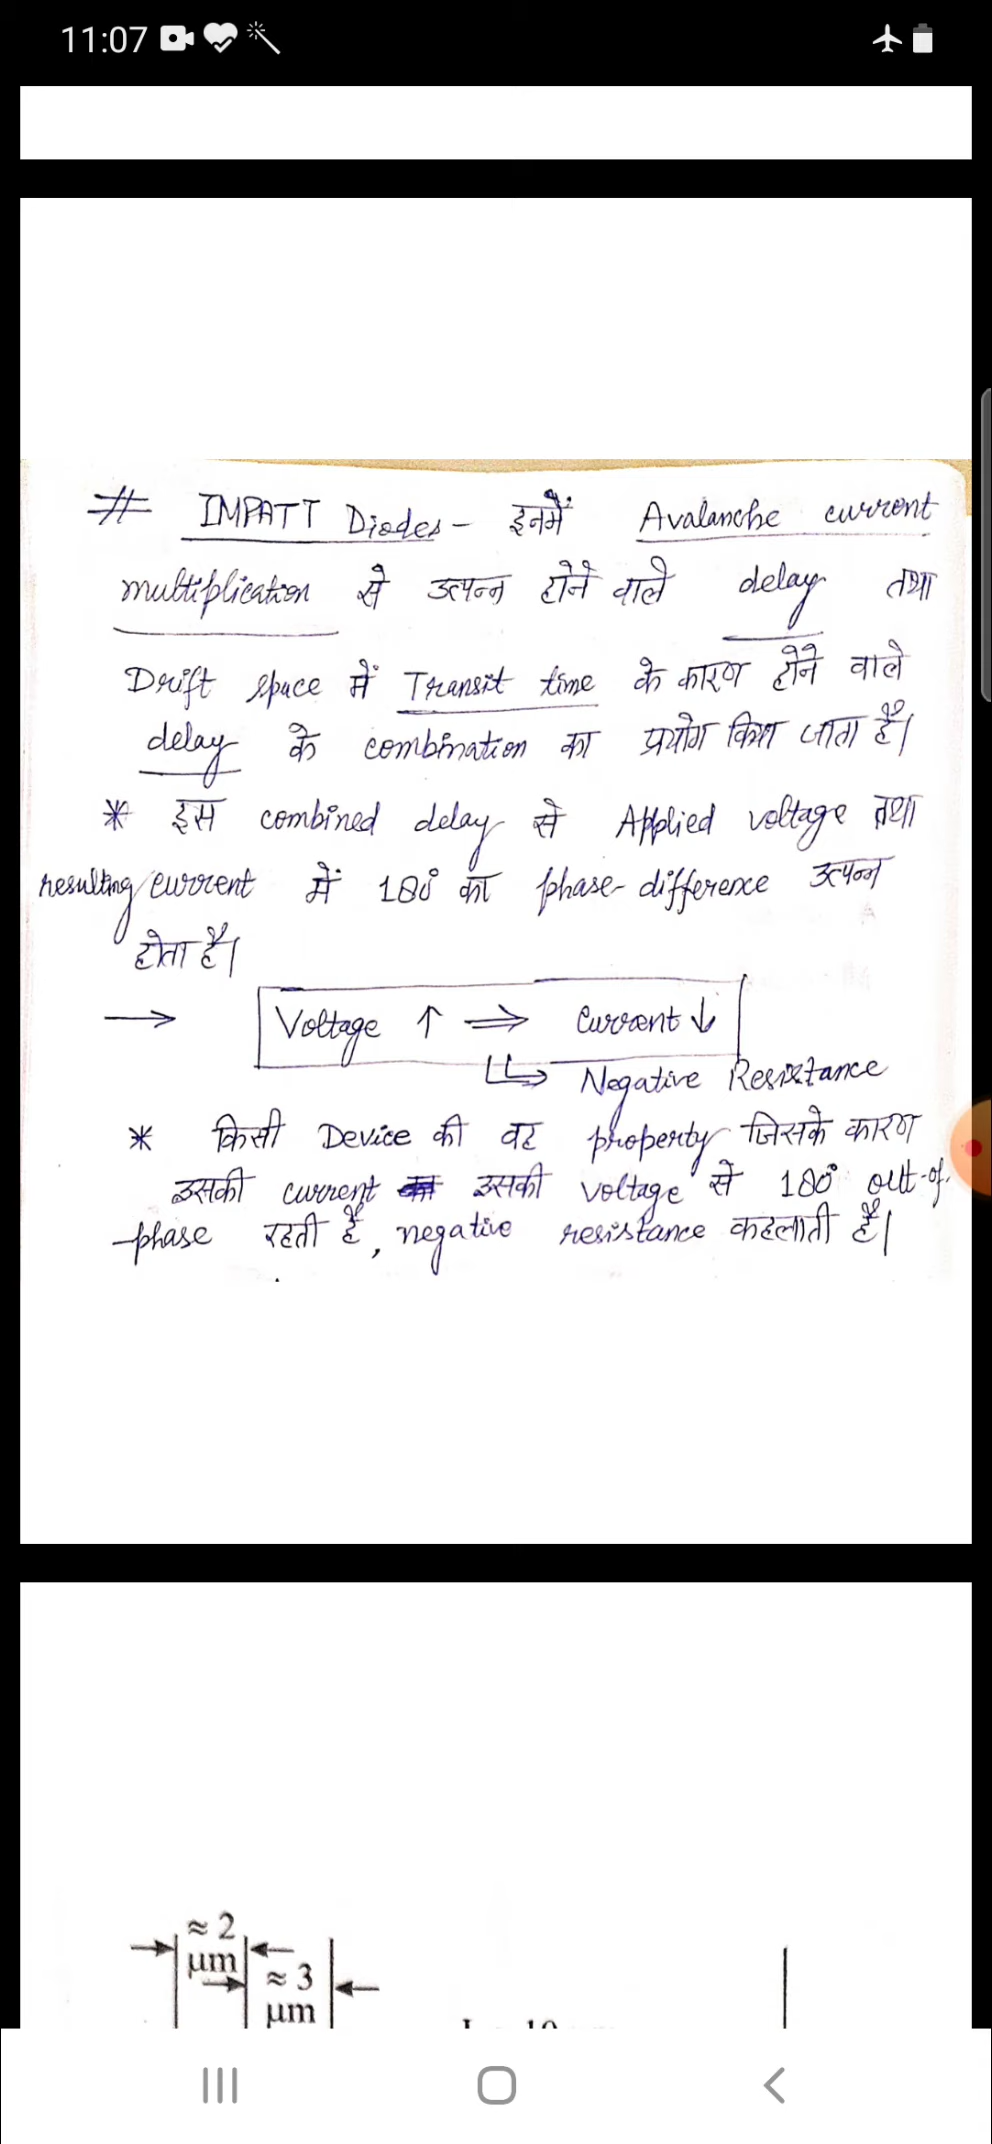 11:07
# IMPATT Diodes - इनमें Avalanche current
multiplication से उत्पन्न होने वाले delay तथा
Drift space में Transit time के कारण होने वाले
delay के combination का प्रयोग किया जाता है।
* इस combined delay से Applied voltage तथा
resulting current में 180° का phase-difference उत्पन्न
होता है।
→ Voltage ↑ ⇒ Current ↓
Negative Resistance
* किसी Device की वह property जिसके कारण
उसकी current उसकी voltage से 180° out-of-
phase रहती है, negative resistance कहलाती है।
≈ 2
μm
≈ 3
μm